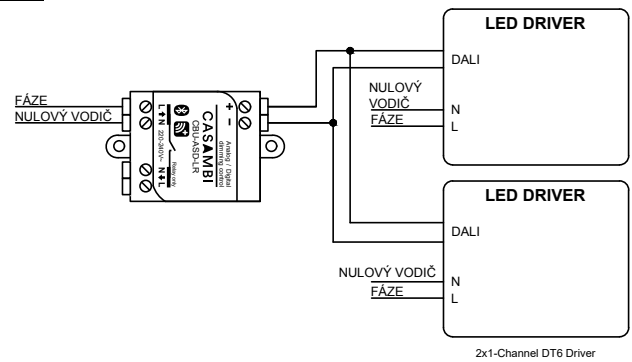 LED DRIVER
DALI
NULOVÝ
VODIČ
FÁZE
N
L
FÁZE
NULOVÝ VODIČ
L N
220-240V~
N L
Relay only
CASAMBI
CBU-ASD-LR
Analog / Digital
dimming control
+
-
LED DRIVER
DALI
NULOVÝ VODIČ
FÁZE
N
L
2x1-Channel DT6 Driver